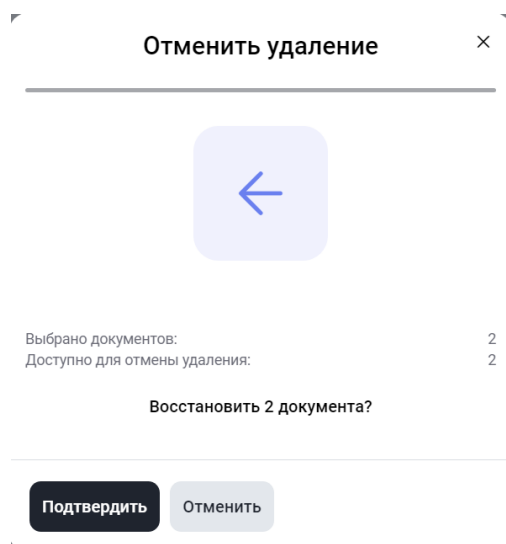 Отменить удаление
Выбрано документов: 2
Доступно для отмены удаления: 2
Восстановить 2 документа?
Подтвердить Отменить